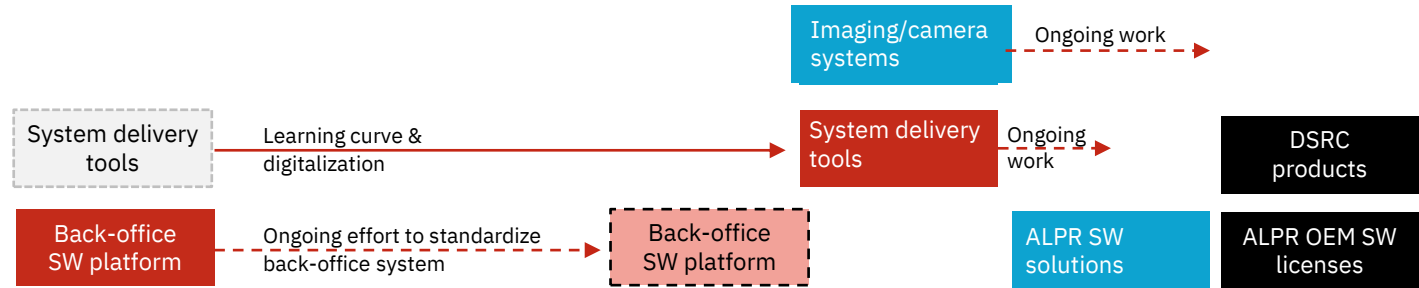 Imaging/camera
systems
Ongoing work
System delivery
tools
Learning curve &
digitalization
System delivery
tools
Ongoing
work
DSRC
products
Back-office
SW platform
Ongoing effort to standardize
back-office system
Back-office
SW platform
ALPR SW
solutions
ALPR OEM SW
licenses